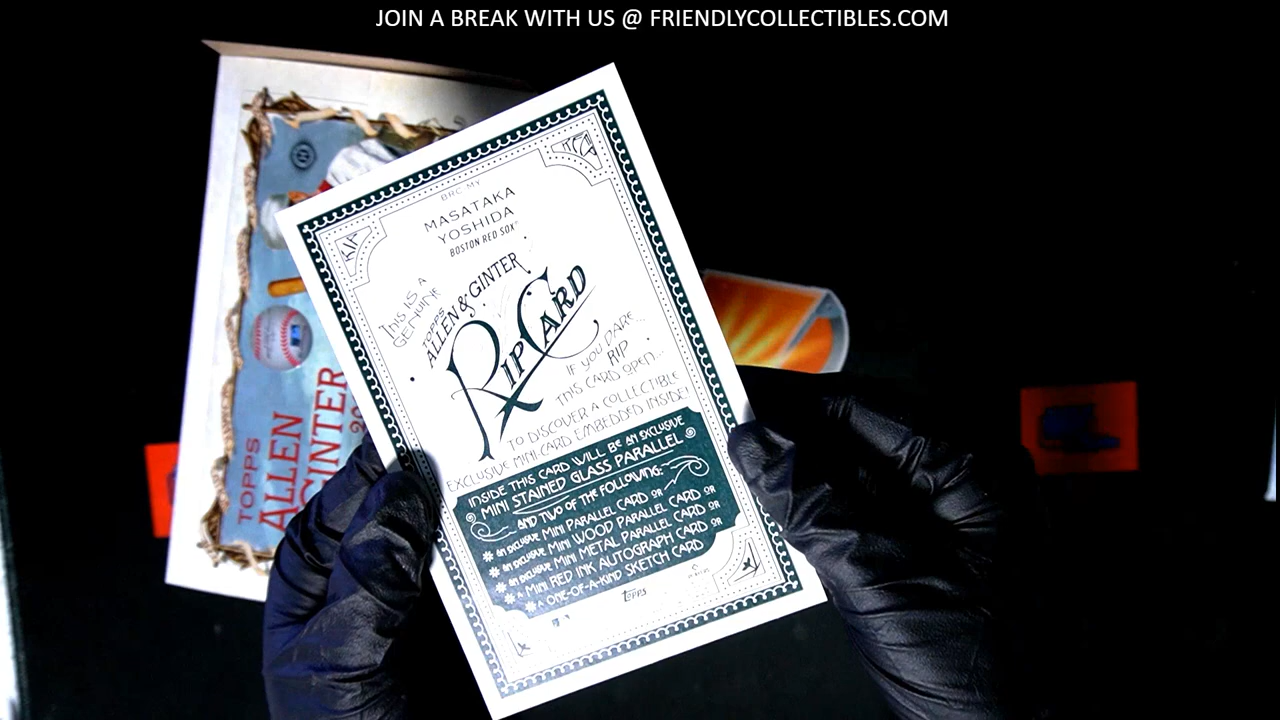 JOIN A BREAK WITH US @ FRIENDLYCOLLECTIBLES.COM
BRC-MY
MASATAKA
YOSHIDA
BOSTON RED SOX
THIS IS A
GENUINE
TOPPS
ALLEN & GINTER
RIP CARD
IF YOU DARE...
RIP
THIS CARD OPEN...
TO DISCOVER A COLLECTIBLE
EXCLUSIVE MINI-CARD EMBEDDED INSIDE!
INSIDE THIS CARD WILL BE AN EXCLUSIVE
MINI STAINED GLASS PARALLEL
AND TWO OF THE FOLLOWING:
* AN EXCLUSIVE MINI PARALLEL CARD OR
* AN EXCLUSIVE MINI WOOD PARALLEL CARD OR
* AN EXCLUSIVE MINI METAL PARALLEL CARD OR
* A MINI RED INK AUTOGRAPH CARD OR
* A ONE-OF-A-KIND SKETCH CARD
TOPPS
TOPPS
ALLEN
GINTER